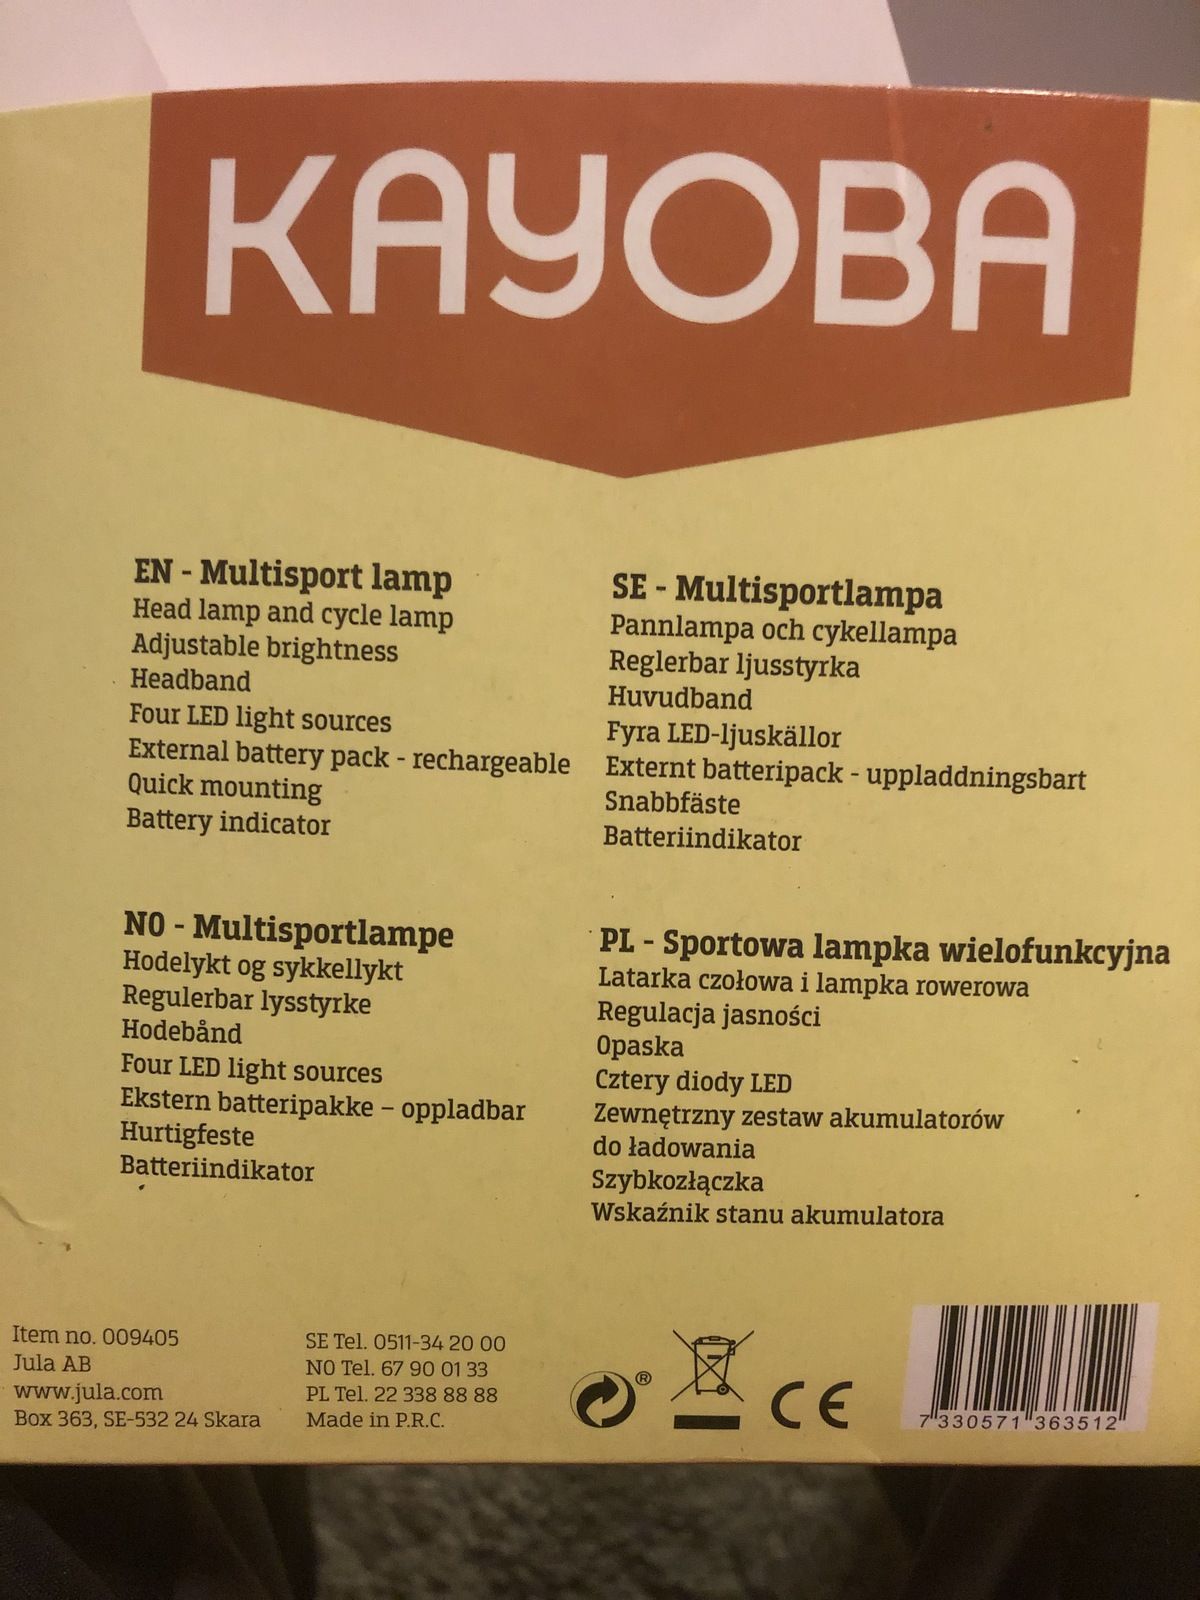 KAYOBA
EN - Multisport lamp
Head lamp and cycle lamp
Adjustable brightness
Headband
Four LED light sources
External battery pack - rechargeable
Quick mounting
Battery indicator
SE - Multisportlampa
Pannlampa och cykellampa
Reglerbar ljusstyrka
Huvudband
Fyra LED-ljuskällor
Externt batteripack - uppladdningsbart
Snabbfäste
Batteriindikator
NO - Multisportlampe
Hodelykt og sykkellykt
Regulerbar lysstyrke
Hodebånd
Four LED light sources
Ekstern batteripakke – oppladbar
Hurtigfeste
Batteriindikator
PL - Sportowa lampka wielofunkcyjna
Latarka czołowa i lampka rowerowa
Regulacja jasności
Opaska
Cztery diody LED
Zewnętrzny zestaw akumulatorów
do ładowania
Szybkozłączka
Wskaźnik stanu akumulatora
Item no. 009405
Jula AB
www.jula.com
Box 363, SE-532 24 Skara
SE Tel. 0511-34 20 00
NO Tel. 67 90 01 33
PL Tel. 22 338 88 88
Made in P.R.C.
®
CE
7 330571 363512